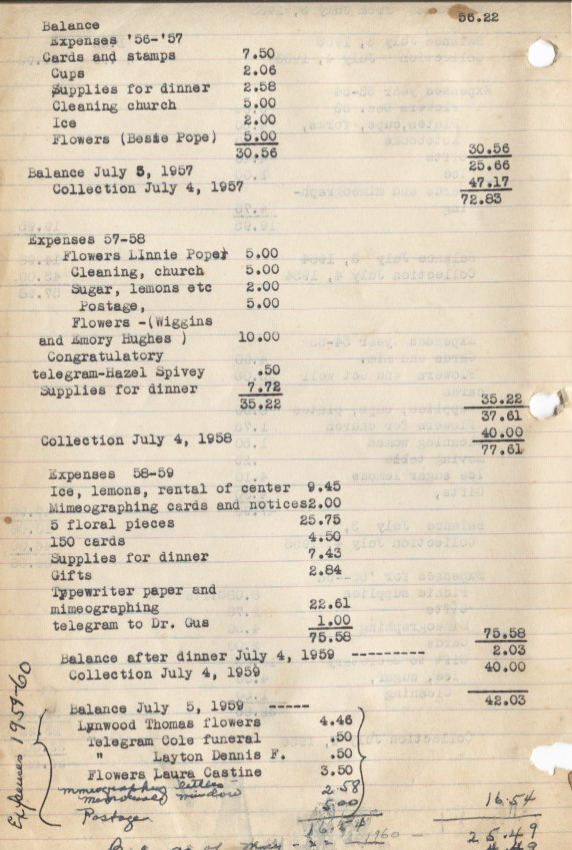 Balance 56.22
Expenses '56-'57
Cards and stamps 7.50
Cups 2.06
Supplies for dinner 2.58
Cleaning church 5.00
Ice 2.00
Flowers (Besie Pope) 5.00
30.56 30.56
25.66
Balance July 5, 1957
Collection July 4, 1957 47.17
72.83
Expenses 57-58
Flowers Linnie Pope) 5.00
Cleaning, church 5.00
Sugar, lemons etc 2.00
Postage, 5.00
Flowers -(Wiggins
and Emory Hughes ) 10.00
Congratulatory
telegram-Hazel Spivey .50
Supplies for dinner 7.72
35.22 35.22
37.61
Collection July 4, 1958 40.00
77.61
Expenses 58-59
Ice, lemons, rental of center 9.45
Mimeographing cards and notices2.00
5 floral pieces 25.75
150 cards 4.50
Supplies for dinner 7.43
Gifts 2.84
Typewriter paper and
mimeographing 22.61
telegram to Dr. Gus 1.00
75.58 75.58
Balance after dinner July 4, 1959 --------- 2.03
Collection July 4, 1959 40.00
Balance July 5, 1959 ----- 42.03
Expenses 1959-60
Lynwood Thomas flowers 4.46
Telegram Cole funeral .50
" Layton Dennis F. .50
Flowers Laura Castine 3.50
mimeographing letters 2.58
Memorial window 5.00
Postage
16.54 16.54
1960 - 25.49